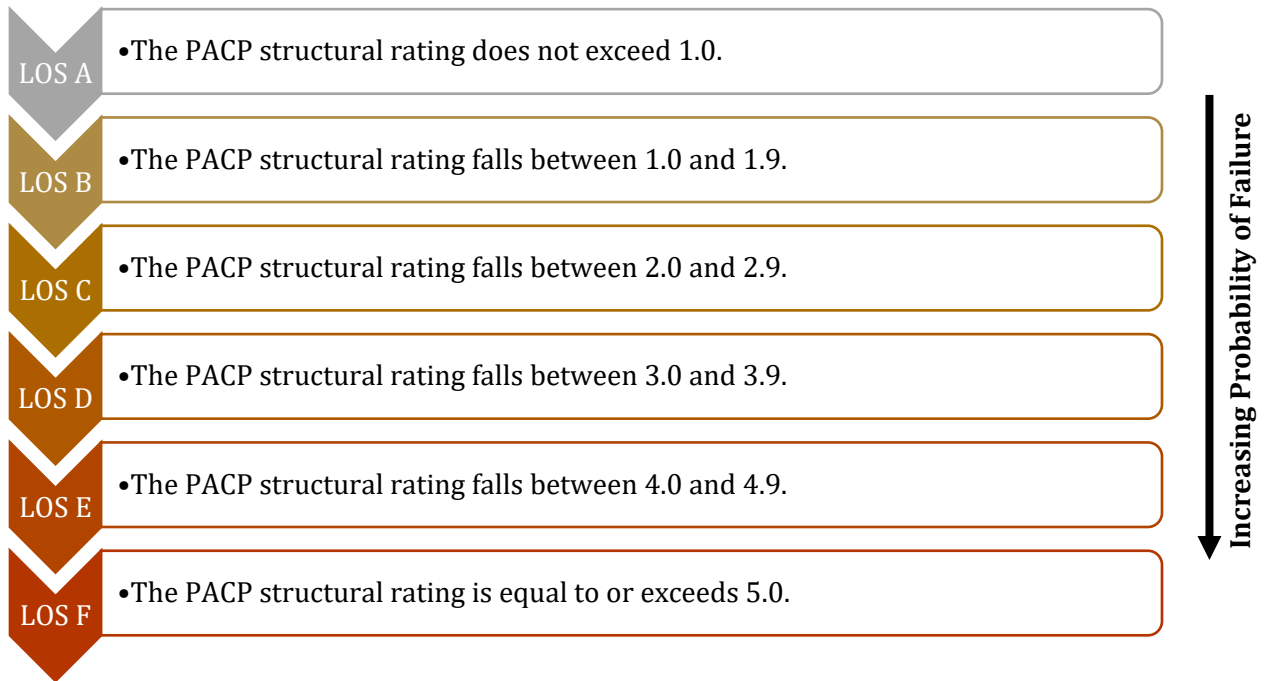 LOS A
•The PACP structural rating does not exceed 1.0.
LOS B
•The PACP structural rating falls between 1.0 and 1.9.
LOS C
•The PACP structural rating falls between 2.0 and 2.9.
LOS D
•The PACP structural rating falls between 3.0 and 3.9.
LOS E
•The PACP structural rating falls between 4.0 and 4.9.
LOS F
•The PACP structural rating is equal to or exceeds 5.0.
Increasing Probability of Failure